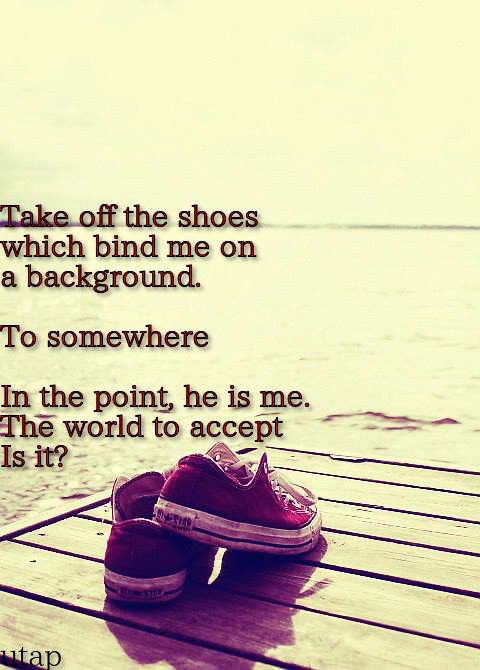 Take off the shoes
which bind me on
a background.
To somewhere
In the point, he is me.
The world to accept
Is it?
utap